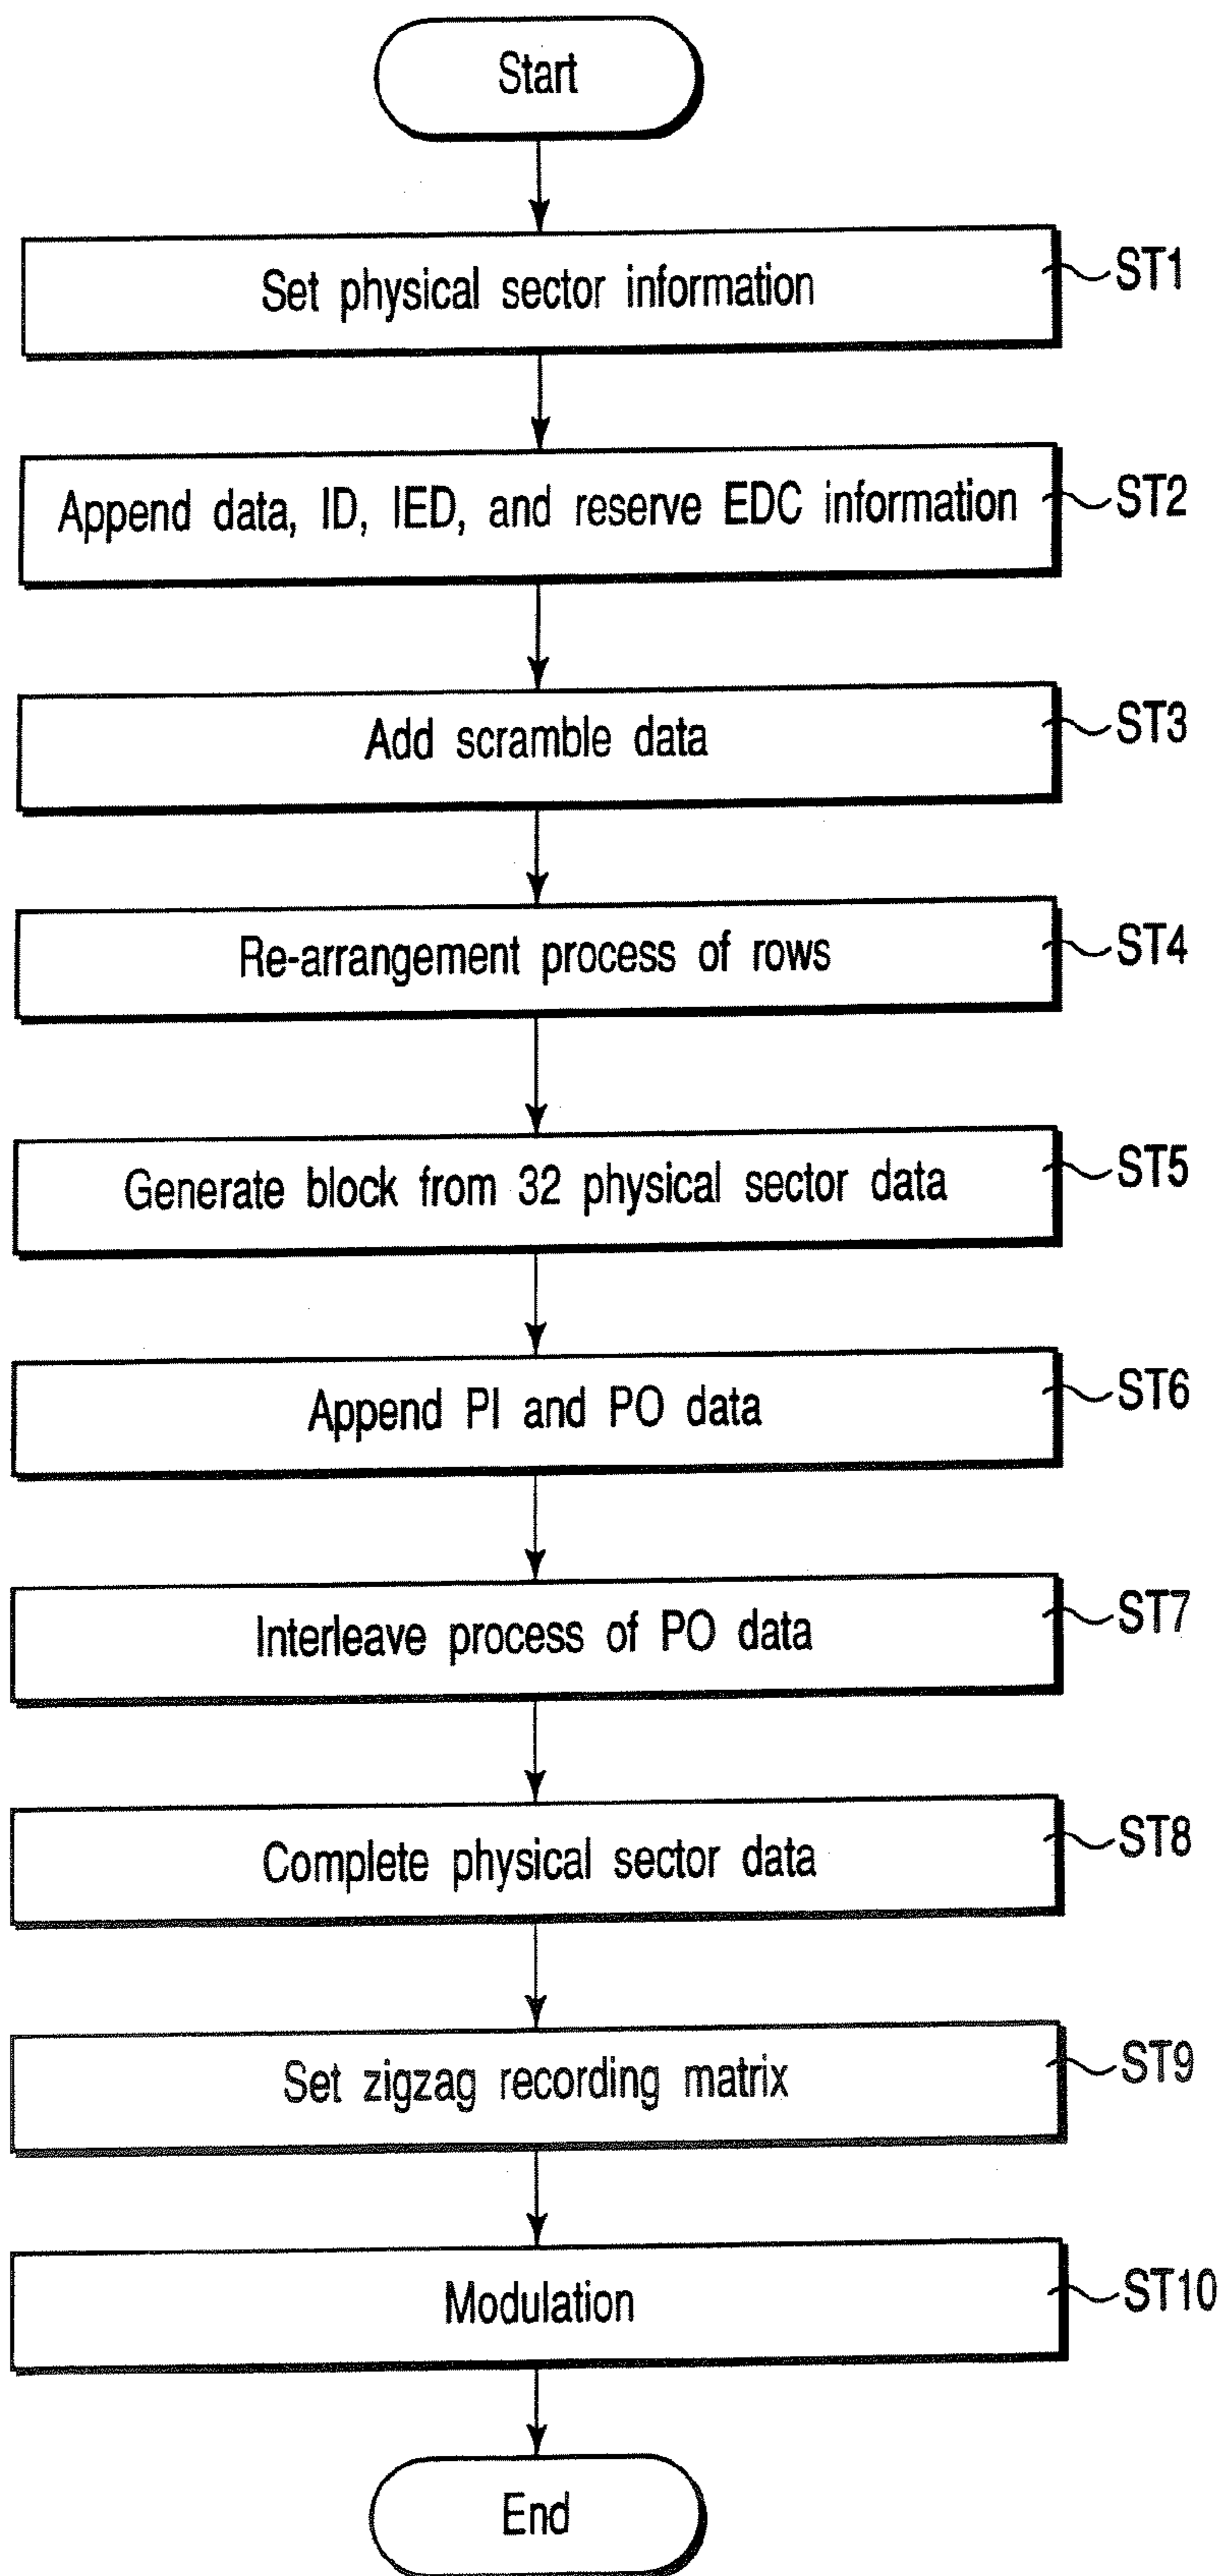 Start
Set physical sector information
ST1
Append data, ID, IED, and reserve EDC information
ST2
Add scramble data
ST3
Re-arrangement process of rows
ST4
Generate block from 32 physical sector data
ST5
Append PI and PO data
ST6
Interleave process of PO data
ST7
Complete physical sector data
ST8
Set zigzag recording matrix
ST9
Modulation
ST10
End